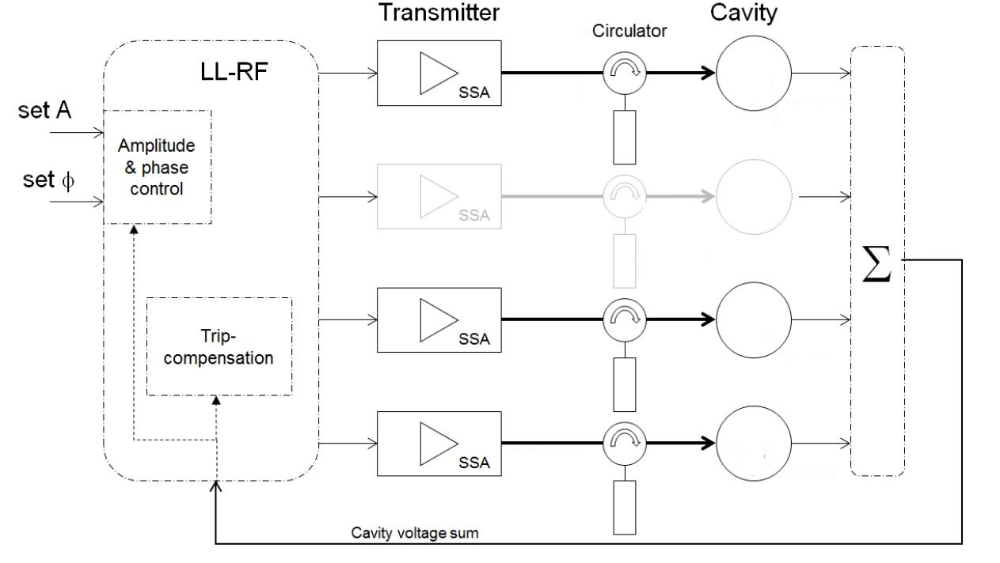 Transmitter
Cavity
Circulator
LL-RF
SSA
set A
Amplitude
& phase
control
set ϕ
SSA
Σ
Trip-
compensation
SSA
SSA
Cavity voltage sum